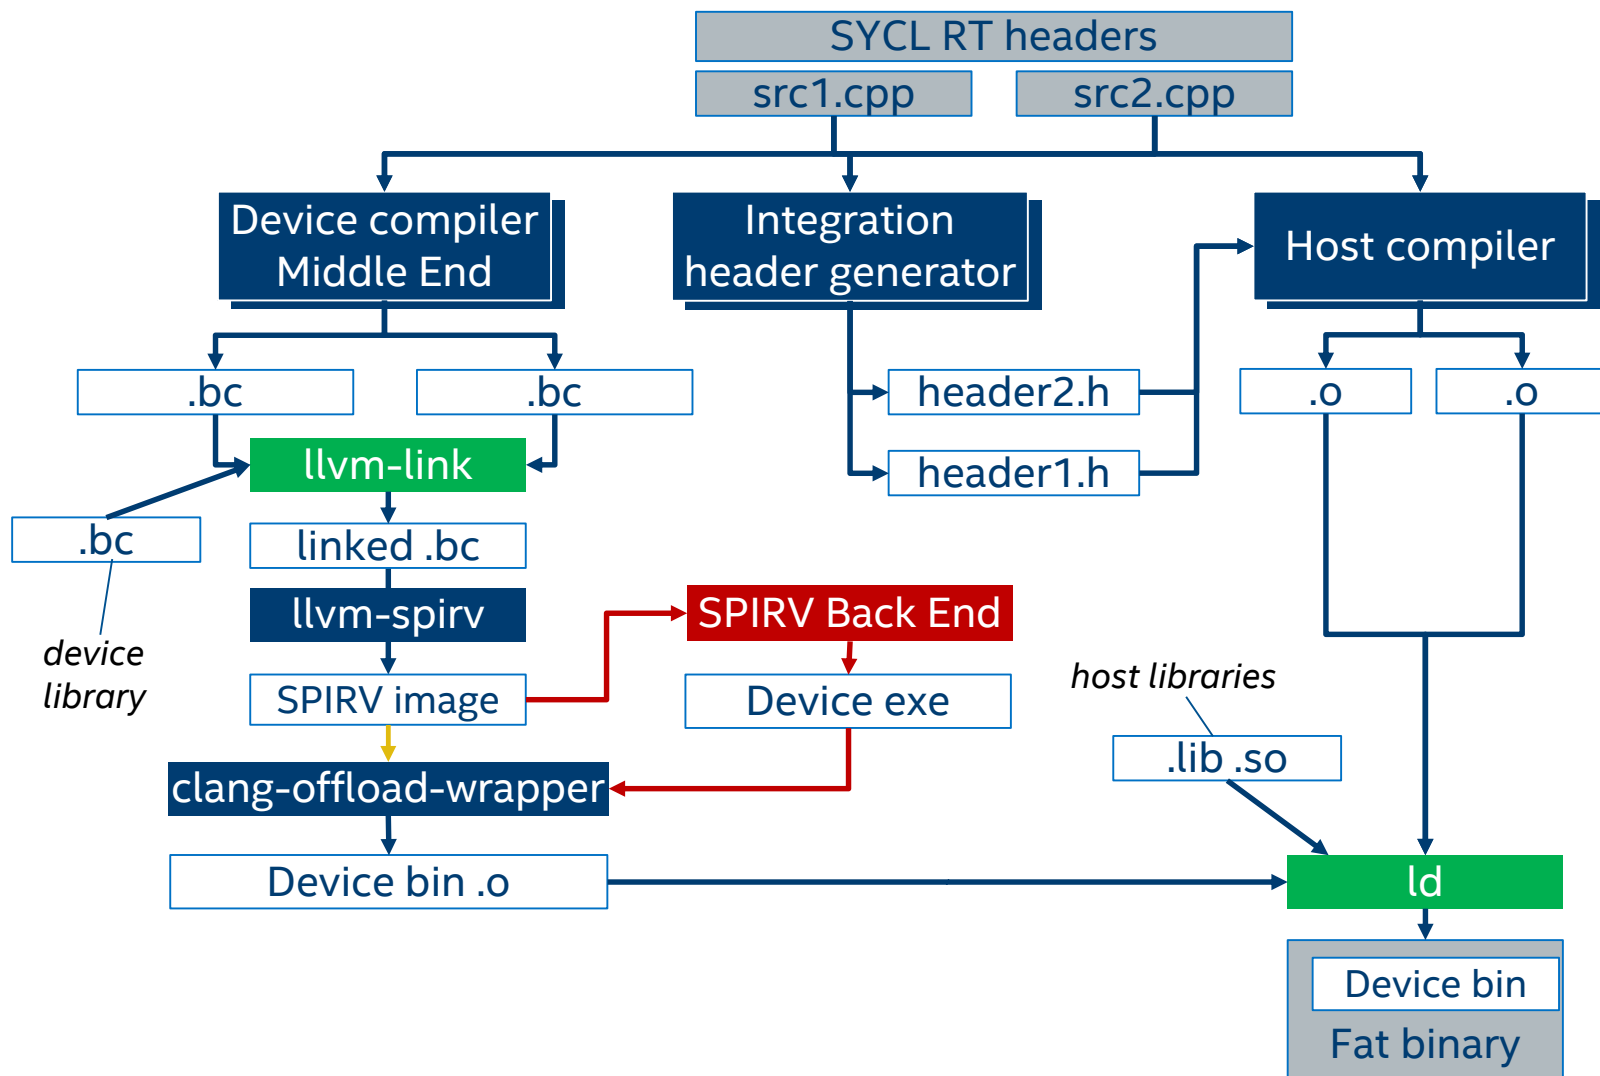 SYCL RT headers
src1.cpp
src2.cpp
Device compiler
Middle End
Integration
header generator
Host compiler
.bc
.bc
header2.h
.o
.o
llvm-link
header1.h
.bc
linked .bc
llvm-spirv
SPIRV Back End
device
library
SPIRV image
Device exe
host libraries
.lib .so
clang-offload-wrapper
Device bin .o
ld
Device bin
Fat binary